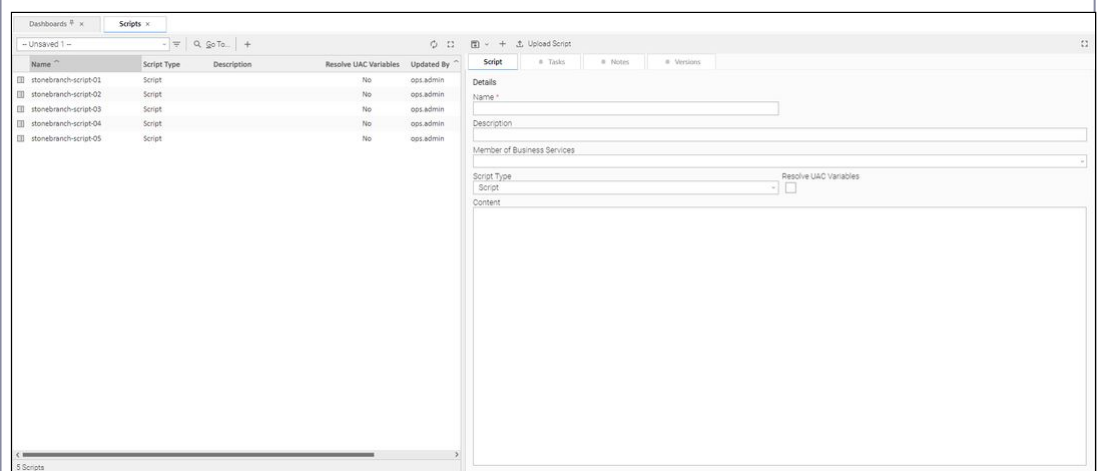 Dashboards
Scripts ×
-- Unsaved 1 --
Go To...
+
Upload Script
Name Script Type Description Resolve UAC Variables Updated By
stonebranch-script-01 Script No ops.admin
stonebranch-script-02 Script No ops.admin
stonebranch-script-03 Script No ops.admin
stonebranch-script-04 Script No ops.admin
stonebranch-script-05 Script No ops.admin
5 Scripts
Script Tasks Notes Versions
Details
Name *
Description
Member of Business Services
Script Type Resolve UAC Variables
Script
Content